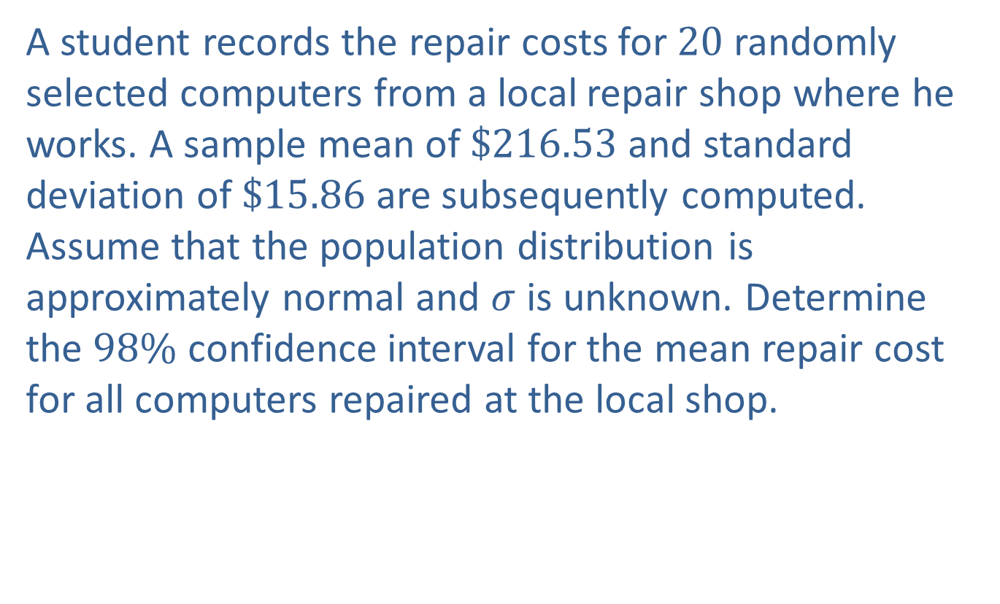 A student records the repair costs for 20 randomly
selected computers from a local repair shop where he
works. A sample mean of $216.53 and standard
deviation of $15.86 are subsequently computed.
Assume that the population distribution is
approximately normal and σ is unknown. Determine
the 98% confidence interval for the mean repair cost
for all computers repaired at the local shop.